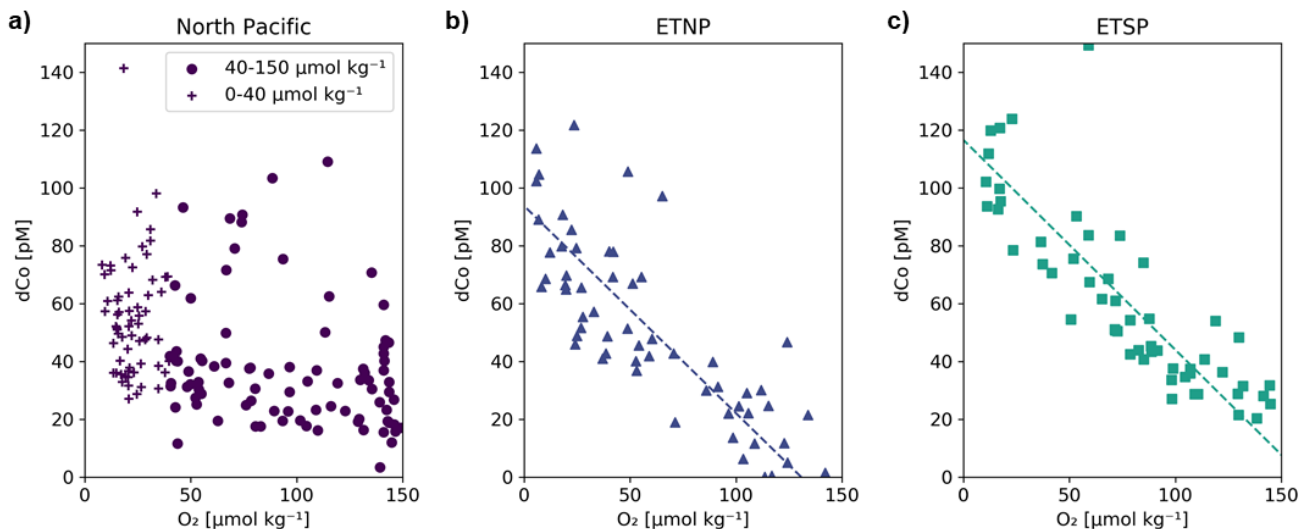 a) North Pacific
140
120
100
80
60
40
20
0
dCo [pM]
40-150 μmol kg⁻¹
0-40 μmol kg⁻¹
0 50 100 150
O₂ [μmol kg⁻¹]
b) ETNP
140
120
100
80
60
40
20
0
dCo [pM]
0 50 100 150
O₂ [μmol kg⁻¹]
c) ETSP
140
120
100
80
60
40
20
0
dCo [pM]
0 50 100 150
O₂ [μmol kg⁻¹]